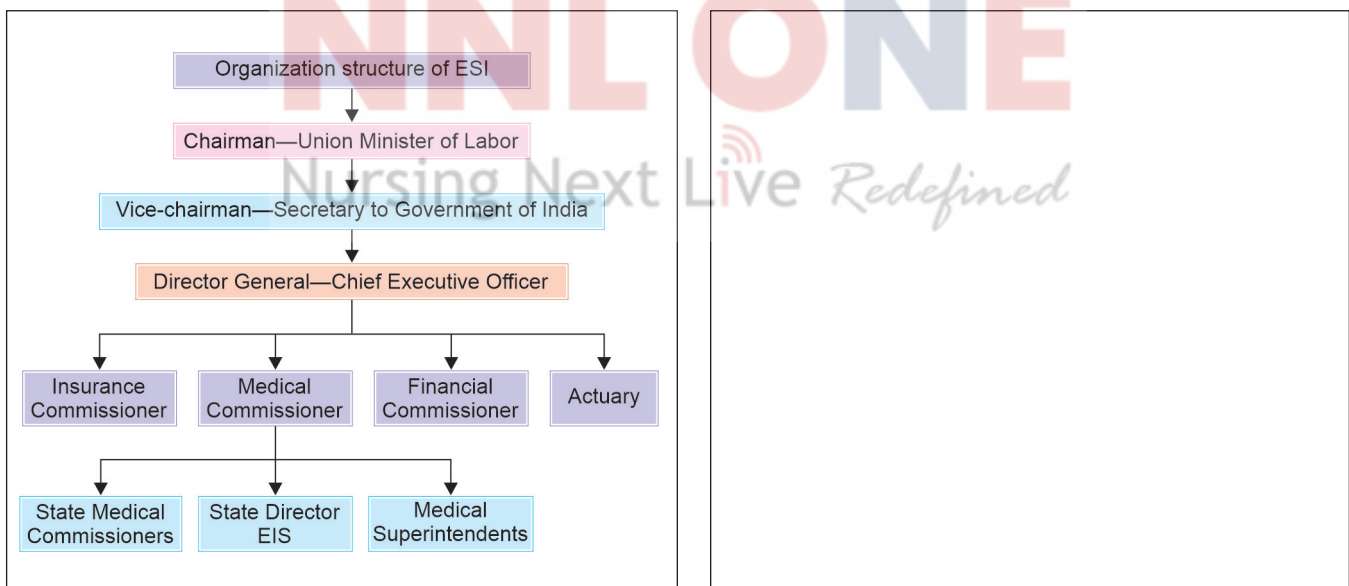 NNL ONE
Nursing Next Live Redefined
Organization structure of ESI
Chairman—Union Minister of Labor
Vice-chairman—Secretary to Government of India
Director General—Chief Executive Officer
Insurance
Commissioner
Medical
Commissioner
Financial
Commissioner
Actuary
State Medical
Commissioners
State Director
EIS
Medical
Superintendents